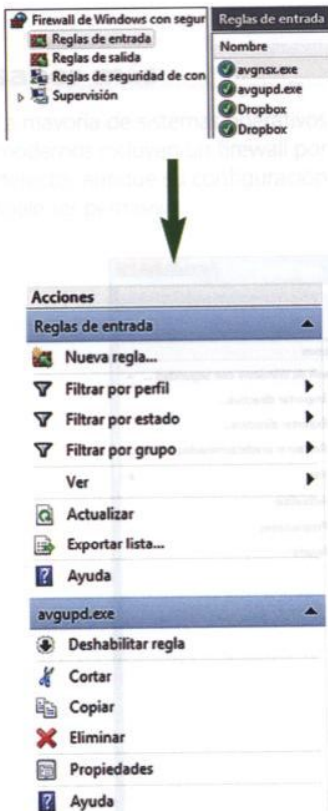 Firewall de Windows con segur
Reglas de entrada
Reglas de salida
Reglas de seguridad de con
Supervisión
Reglas de entrada
Nombre
avgnsx.exe
avgupd.exe
Dropbox
Dropbox
Acciones
Reglas de entrada
Nueva regla...
Filtrar por perfil
Filtrar por estado
Filtrar por grupo
Ver
Actualizar
Exportar lista...
Ayuda
avgupd.exe
Deshabilitar regla
Cortar
Copiar
Eliminar
Propiedades
Ayuda